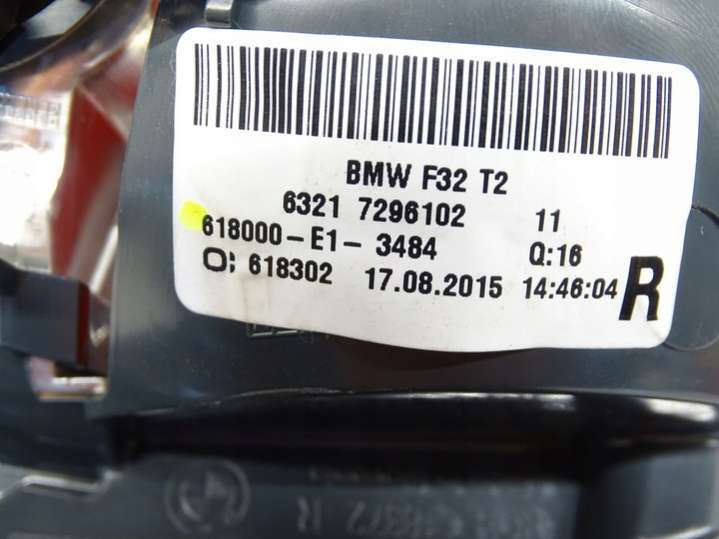 BMW F32 T2
6321 7296102 11
618000-E1- 3484 Q:16
O: 618302 17.08.2015 14:46:04 R